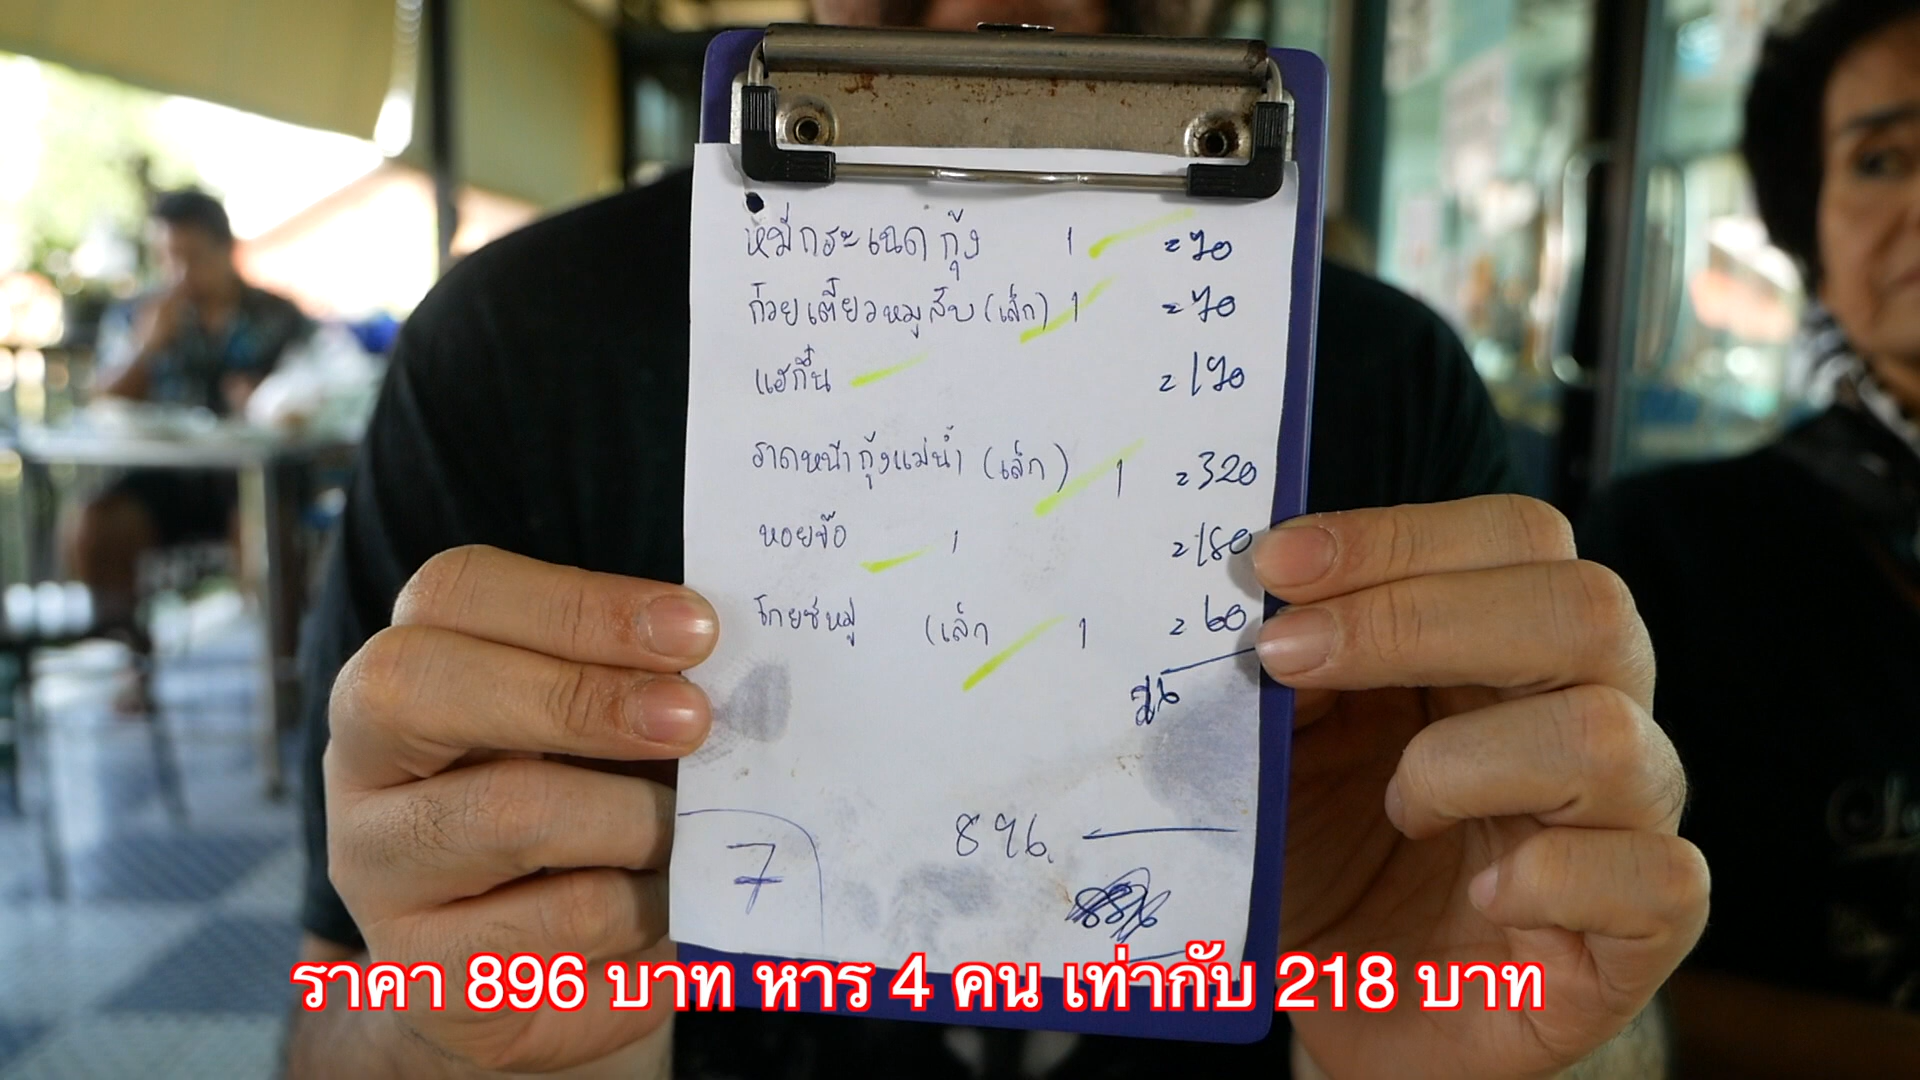 หมี่กระเฉดกุ้ง 1 = 70
ก๋วยเตี๋ยวหมูสับ (เล็ก) 1 = 70
แฮกึ๊น = 190
ราดหน้ากุ้งแม่น้ำ (เล็ก) 1 = 320
หอยจ๊อ 1 = 180
โกยซีหมู่ (เล็ก 1 = 60
896.
7
ราคา 896 บาท หาร 4 คน เท่ากับ 218 บาท